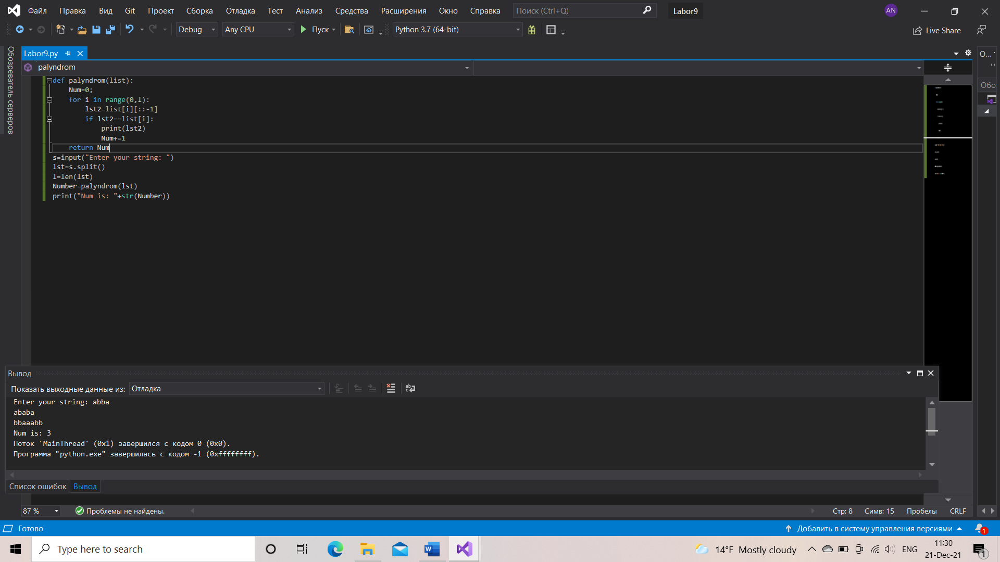 Файл Правка Вид Git Проект Сборка Отладка Тест Анализ Средства Расширения Окно Справка Поиск (Ctrl+Q) Labor9 AN
Debug Any CPU Пуск Python 3.7 (64-bit) Live Share
Обозреватель серверов
Labor9.py О...
palyndrom
Обо
def palyndrom(list):
    Num=0;
    for i in range(0,l):
        lst2=list[i][::-1]
        if lst2==list[i]:
            print(lst2)
            Num+=1
    return Num
s=input("Enter your string: ")
lst=s.split()
l=len(lst)
Number=palyndrom(lst)
print("Num is: "+str(Number))
Вывод
Показать выходные данные из: Отладка
Enter your string: abba
ababa
bbaaabb
Num is: 3
Поток 'MainThread' (0x1) завершился с кодом 0 (0x0).
Программа "python.exe" завершилась с кодом -1 (0xffffffff).
Список ошибок Вывод
87 % Проблемы не найдены. Стр: 8 Симв: 15 Пробелы CRLF
Готово Добавить в систему управления версиями 1
Type here to search 14°F Mostly cloudy ENG 11:30
21-Dec-21 1